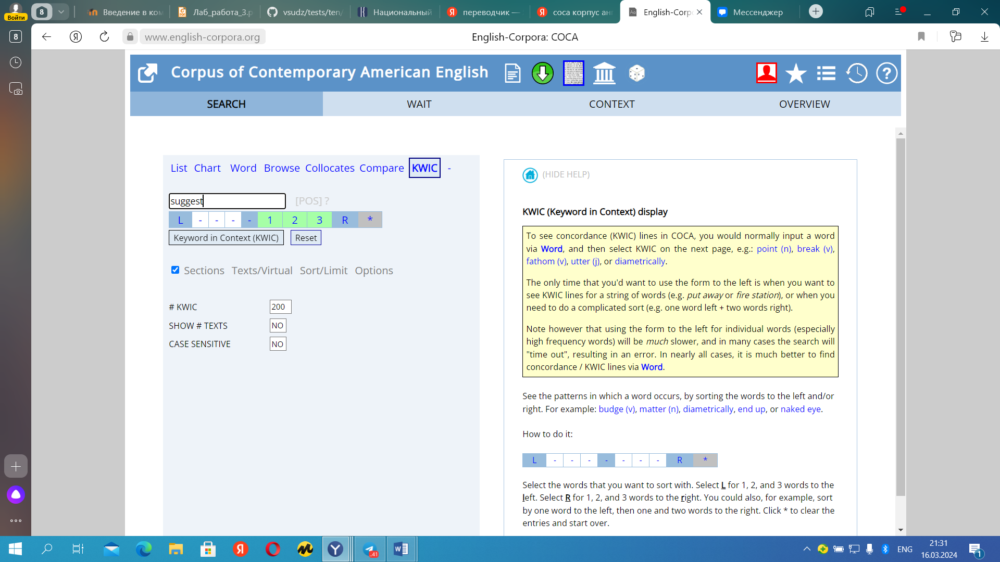 Войти
8
Введение в ком
Лаб_работа_3.p
vsudz/tests/ten/
Национальный
переводчик —
соса корпус анг
English-Corpo
Мессенджер
8
www.english-corpora.org
English-Corpora: COCA
Corpus of Contemporary American English
SEARCH
WAIT
CONTEXT
OVERVIEW
List Chart Word Browse Collocates Compare KWIC -
suggest
[POS] ?
L - - - - 1 2 3 R *
Keyword in Context (KWIC)
Reset
Sections Texts/Virtual Sort/Limit Options
# KWIC 200
SHOW # TEXTS NO
CASE SENSITIVE NO
(HIDE HELP)
KWIC (Keyword in Context) display
To see concordance (KWIC) lines in COCA, you would normally input a word
via Word, and then select KWIC on the next page, e.g.: point (n), break (v),
fathom (v), utter (j), or diametrically.
The only time that you'd want to use the form to the left is when you want to
see KWIC lines for a string of words (e.g. put away or fire station), or when you
need to do a complicated sort (e.g. one word left + two words right).
Note however that using the form to the left for individual words (especially
high frequency words) will be much slower, and in many cases the search will
"time out", resulting in an error. In nearly all cases, it is much better to find
concordance / KWIC lines via Word.
See the patterns in which a word occurs, by sorting the words to the left and/or
right. For example: budge (v), matter (n), diametrically, end up, or naked eye.
How to do it:
L - - - - - - - R *
Select the words that you want to sort with. Select L for 1, 2, and 3 words to the
left. Select R for 1, 2, and 3 words to the right. You could also, for example, sort
by one word to the left, then one and two words to the right. Click * to clear the
entries and start over.
..41
ENG
21:31
16.03.2024
1